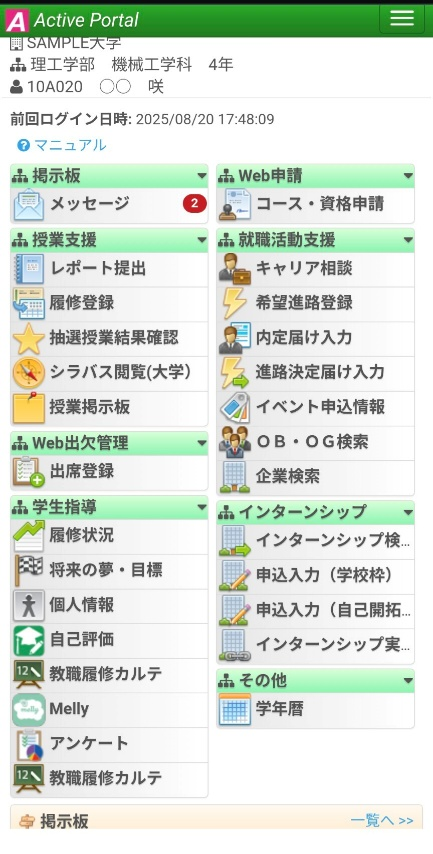 A Active Portal
SAMPLE大学
理工学部　機械工学科　4年
10A020　〇〇　咲
前回ログイン日時: 2025/08/20 17:48:09
マニュアル
掲示板
メッセージ 2
授業支援
レポート提出
履修登録
抽選授業結果確認
シラバス閲覧(大学)
授業掲示板
Web出欠管理
出席登録
学生指導
履修状況
将来の夢・目標
個人情報
自己評価
教職履修カルテ
Melly
アンケート
教職履修カルテ
Web申請
コース・資格申請
就職活動支援
キャリア相談
希望進路登録
内定届け入力
進路決定届け入力
イベント申込情報
ＯＢ・ＯＧ検索
企業検索
インターンシップ
インターンシップ検...
申込入力（学校枠）
申込入力（自己開拓...
インターンシップ実...
その他
学年暦
掲示板
一覧へ >>